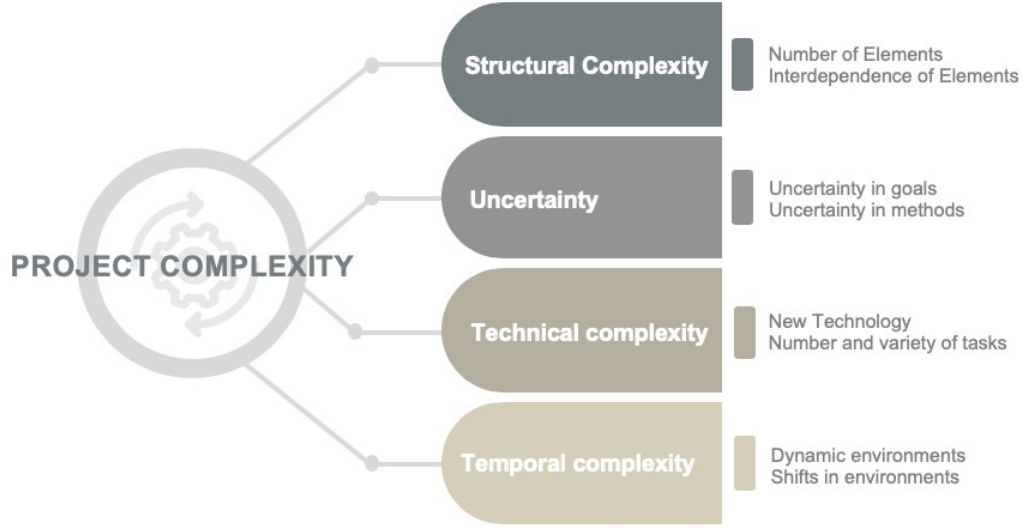 PROJECT COMPLEXITY
Structural Complexity
Number of Elements
Interdependence of Elements
Uncertainty
Uncertainty in goals
Uncertainty in methods
Technical complexity
New Technology
Number and variety of tasks
Temporal complexity
Dynamic environments
Shifts in environments